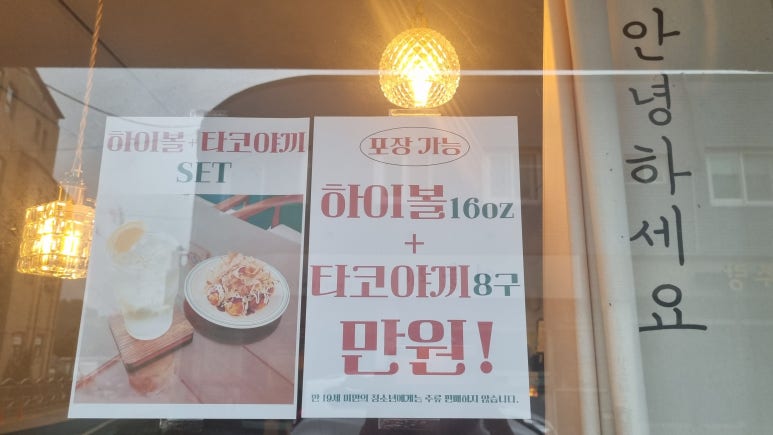 하이볼+타코야끼
SET
포장 가능
하이볼16oz
+
타코야끼8구
만원!
만 19세 미만의 청소년에게는 주류 판매하지 않습니다.
안녕하세요